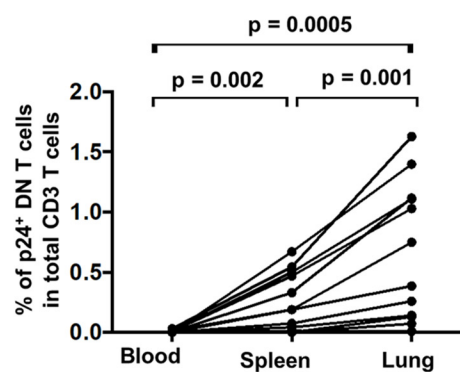 p = 0.0005
p = 0.002 p = 0.001
% of p24⁺ DN T cells
in total CD3 T cells
2.0
1.5
1.0
0.5
0.0
Blood Spleen Lung